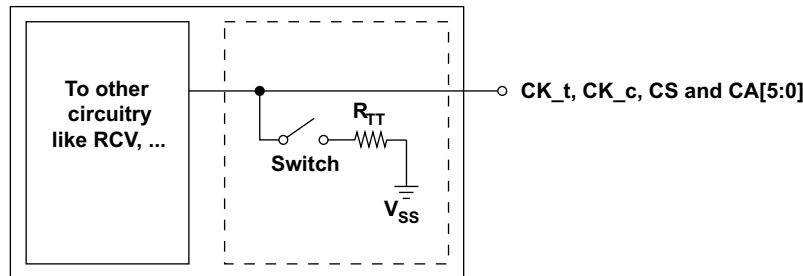 To other
circuitry
like RCV, ...
CK_t, CK_c, CS and CA[5:0]
RTT
Switch
VSS